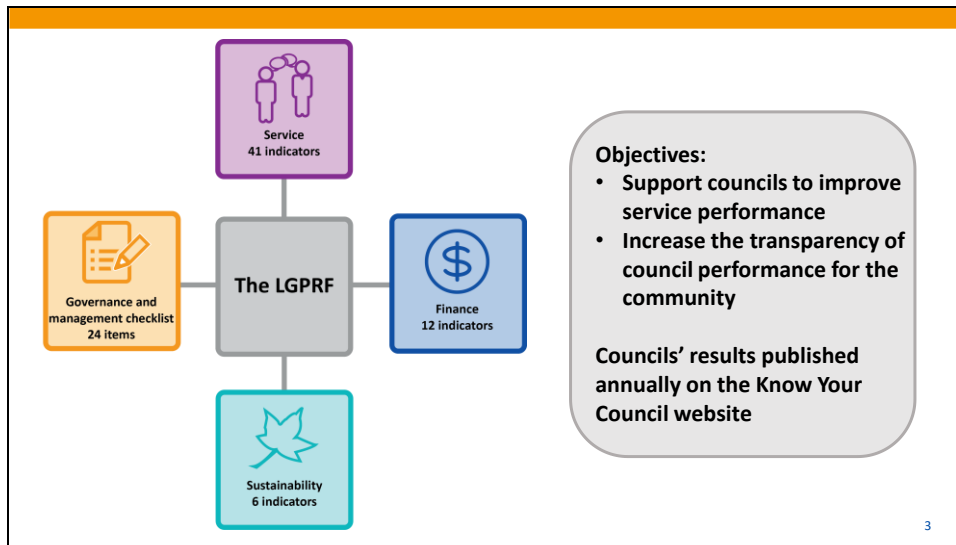 Service
41 indicators
Governance and
management checklist
24 items
The LGPRF
Finance
12 indicators
Sustainability
6 indicators
Objectives:
• Support councils to improve
service performance
• Increase the transparency of
council performance for the
community
Councils’ results published
annually on the Know Your
Council website
3